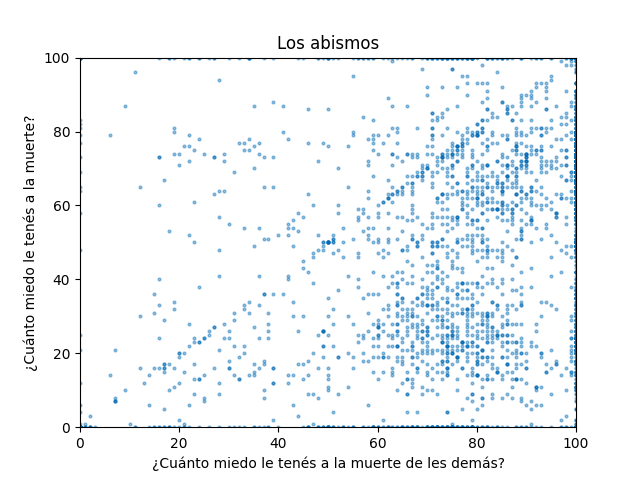 Los abismos
100
80
60
40
20
0
¿Cuánto miedo le tenés a la muerte?
0 20 40 60 80 100
¿Cuánto miedo le tenés a la muerte de les demás?